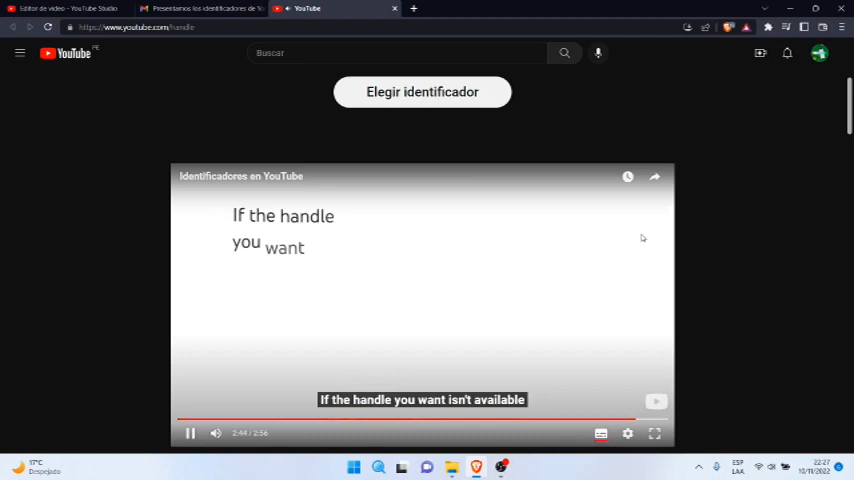 Editor de video - YouTube Studio
Presentamos los identificadores de Yo
YouTube
https://www.youtube.com/handle
YouTube PE
Buscar
Elegir identificador
Identificadores en YouTube
If the handle
you want
If the handle you want isn't available
2:44 / 2:56
17°C
Despejado
ESP
LAA
22:27
10/11/2022